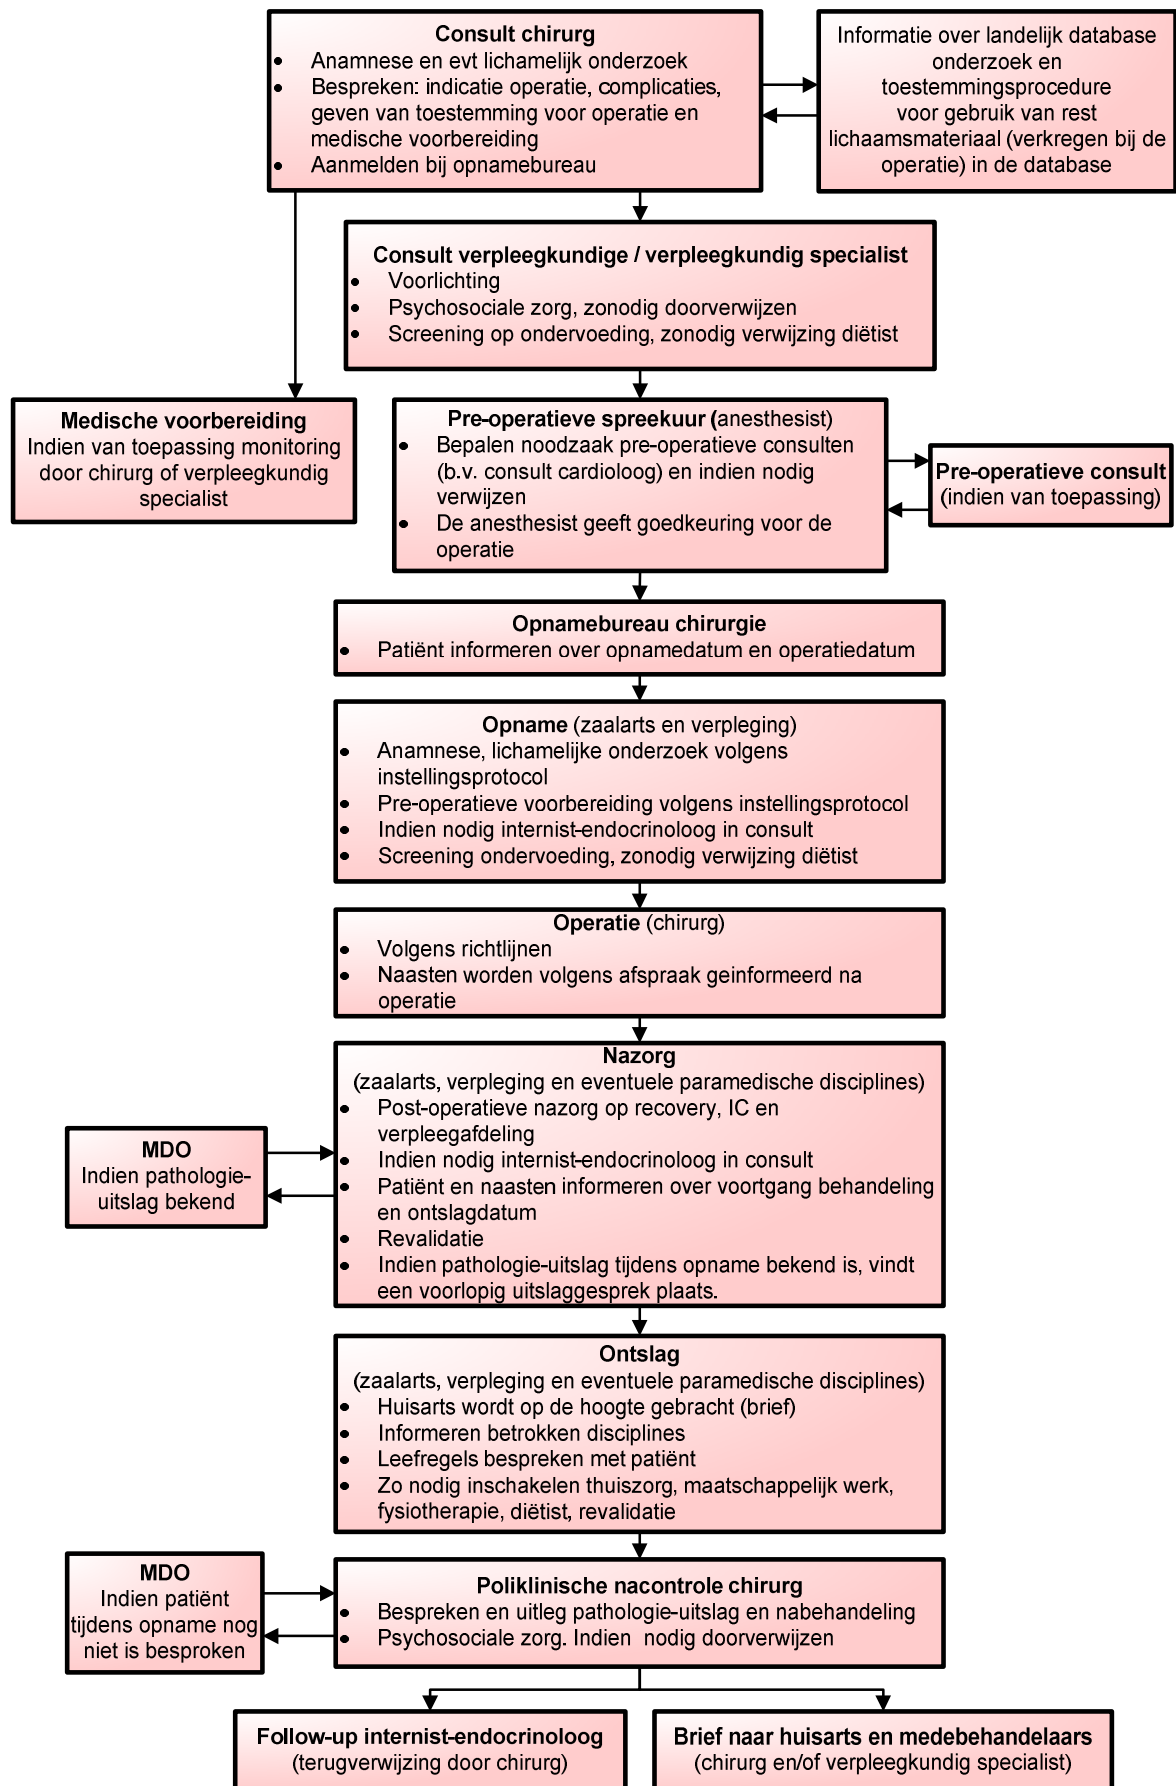 Consult chirurg
• Anamnese en evt lichamelijk onderzoek
• Bespreken: indicatie operatie, complicaties,
geven van toestemming voor operatie en
medische voorbereiding
• Aanmelden bij opnamebureau
Informatie over landelijk database
onderzoek en
toestemmingsprocedure
voor gebruik van rest
lichaamsmateriaal (verkregen bij de
operatie) in de database
Consult verpleegkundige / verpleegkundig specialist
• Voorlichting
• Psychosociale zorg, zonodig doorverwijzen
• Screening op ondervoeding, zonodig verwijzing diëtist
Medische voorbereiding
Indien van toepassing monitoring
door chirurg of verpleegkundig
specialist
Pre-operatieve spreekuur (anesthesist)
• Bepalen noodzaak pre-operatieve consulten
(b.v. consult cardioloog) en indien nodig
verwijzen
• De anesthesist geeft goedkeuring voor de
operatie
Pre-operatieve consult
(indien van toepassing)
Opnamebureau chirurgie
• Patiënt informeren over opnamedatum en operatiedatum
Opname (zaalarts en verpleging)
• Anamnese, lichamelijke onderzoek volgens
instellingsprotocol
• Pre-operatieve voorbereiding volgens instellingsprotocol
• Indien nodig internist-endocrinoloog in consult
• Screening ondervoeding, zonodig verwijzing diëtist
Operatie (chirurg)
• Volgens richtlijnen
• Naasten worden volgens afspraak geinformeerd na
operatie
Nazorg
(zaalarts, verpleging en eventuele paramedische disciplines)
• Post-operatieve nazorg op recovery, IC en
verpleegafdeling
• Indien nodig internist-endocrinoloog in consult
• Patiënt en naasten informeren over voortgang behandeling
en ontslagdatum
• Revalidatie
• Indien pathologie-uitslag tijdens opname bekend is, vindt
een voorlopig uitslaggesprek plaats.
MDO
Indien pathologie-
uitslag bekend
Ontslag
(zaalarts, verpleging en eventuele paramedische disciplines)
• Huisarts wordt op de hoogte gebracht (brief)
• Informeren betrokken disciplines
• Leefregels bespreken met patiënt
• Zo nodig inschakelen thuiszorg, maatschappelijk werk,
fysiotherapie, diëtist, revalidatie
MDO
Indien patiënt
tijdens opname nog
niet is besproken
Poliklinische nacontrole chirurg
• Bespreken en uitleg pathologie-uitslag en nabehandeling
• Psychosociale zorg. Indien nodig doorverwijzen
Follow-up internist-endocrinoloog
(terugverwijzing door chirurg)
Brief naar huisarts en medebehandelaars
(chirurg en/of verpleegkundig specialist)